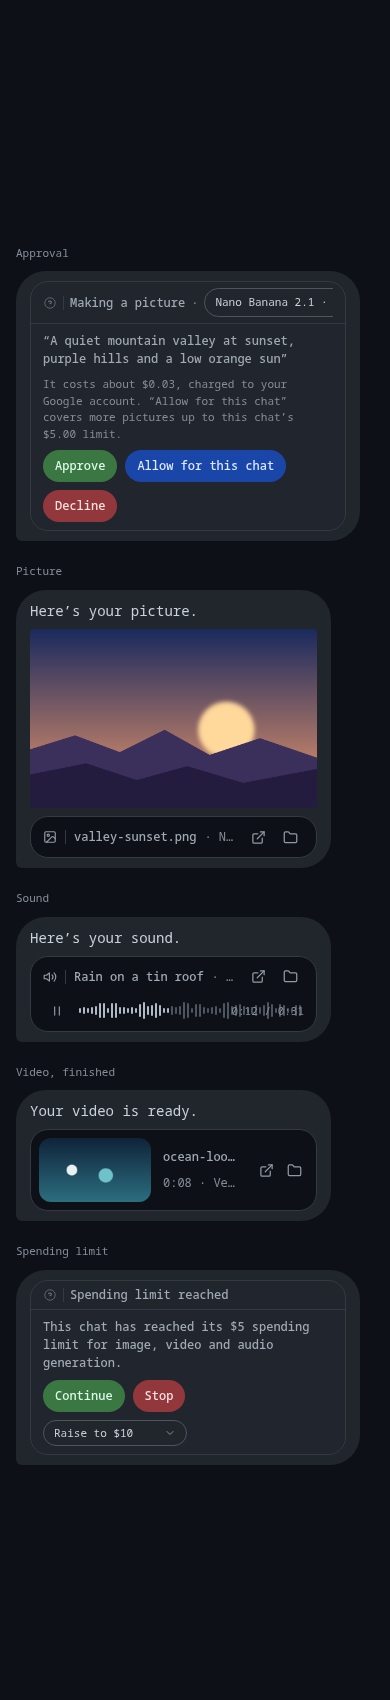 Approval
Making a picture · Nano Banana 2.1 ·
“A quiet mountain valley at sunset,
purple hills and a low orange sun”
It costs about $0.03, charged to your
Google account. “Allow for this chat”
covers more pictures up to this chat’s
$5.00 limit.
Approve
Allow for this chat
Decline
Picture
Here’s your picture.
valley-sunset.png · N…
Sound
Here’s your sound.
Rain on a tin roof · …
0:12 / 0:31
Video, finished
Your video is ready.
ocean-loo…
0:08 · Ve…
Spending limit
Spending limit reached
This chat has reached its $5 spending
limit for image, video and audio
generation.
Continue
Stop
Raise to $10